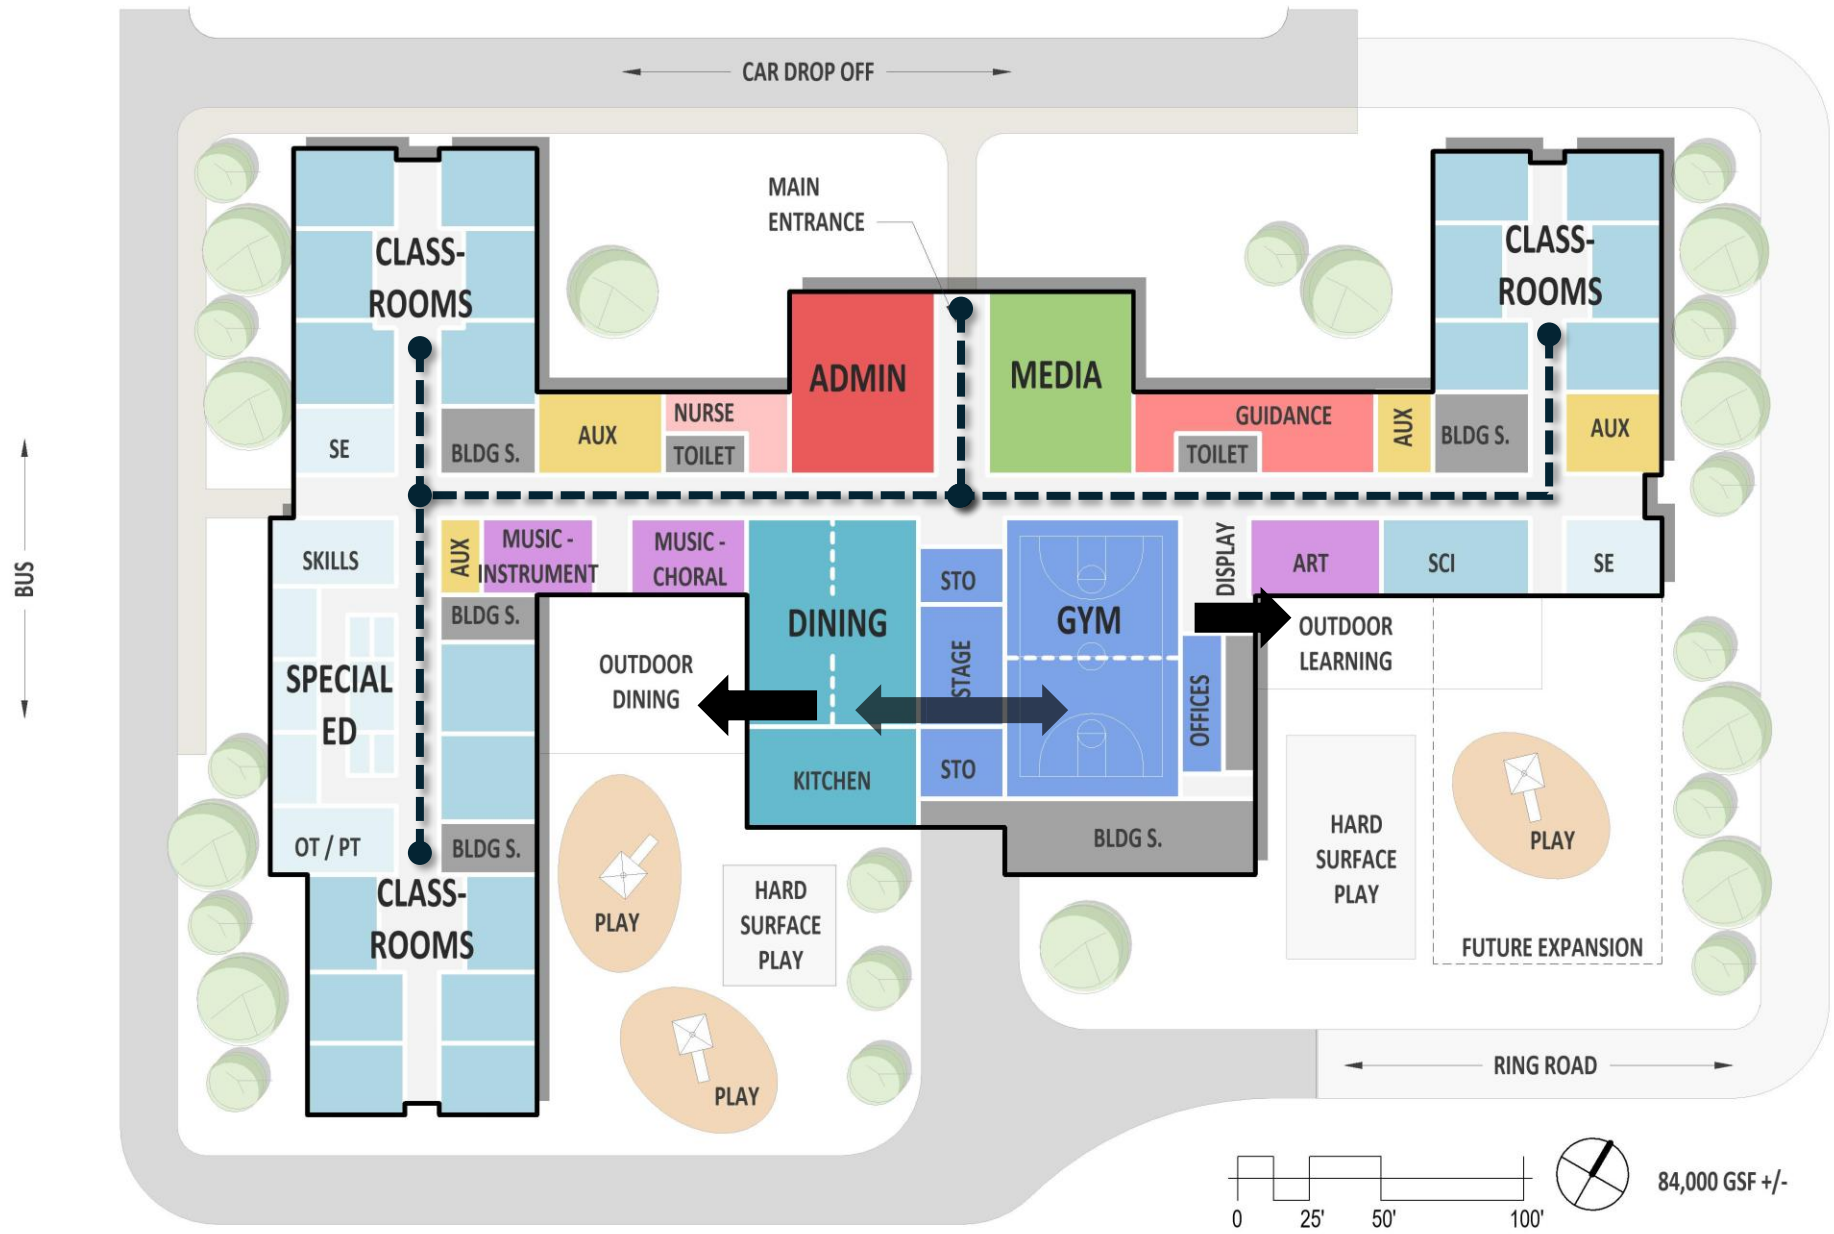 CAR DROP OFF
MAIN
ENTRANCE
CLASS-
ROOMS
CLASS-
ROOMS
ADMIN
MEDIA
SE
BLDG S.
AUX
NURSE
TOILET
GUIDANCE
TOILET
AUX
BLDG S.
AUX
BUS
SKILLS
AUX
MUSIC -
INSTRUMENT
MUSIC -
CHORAL
BLDG S.
DINING
STO
STAGE
GYM
DISPLAY
ART
SCI
SE
OUTDOOR
LEARNING
OUTDOOR
DINING
SPECIAL
ED
OFFICES
KITCHEN
STO
BLDG S.
OT / PT
BLDG S.
CLASS-
ROOMS
PLAY
HARD
SURFACE
PLAY
PLAY
HARD
SURFACE
PLAY
PLAY
FUTURE EXPANSION
RING ROAD
0
25'
50'
100'
84,000 GSF +/-